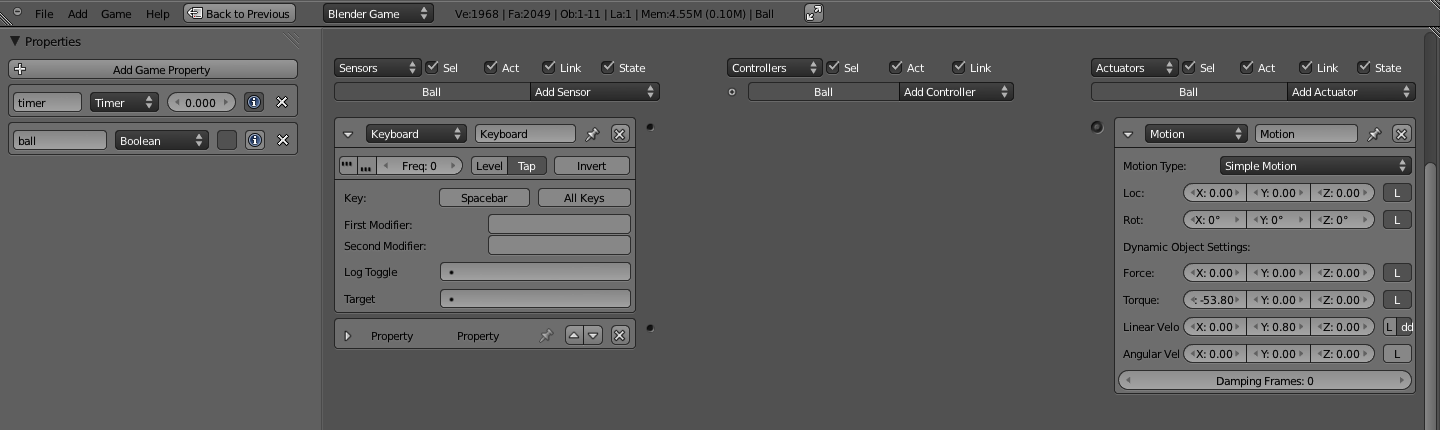 File Add Game Help Back to Previous Blender Game Ve:1968 | Fa:2049 | Ob:1-11 | La:1 | Mem:4.55M (0.10M) | Ball
Properties
Add Game Property
timer Timer 0.000
ball Boolean
Sensors Sel Act Link State
Ball Add Sensor
Keyboard Keyboard
Freq: 0 Level Tap Invert
Key: Spacebar All Keys
First Modifier:
Second Modifier:
Log Toggle
Target
Property Property
Controllers Sel Act Link
Ball Add Controller
Actuators Sel Act Link State
Ball Add Actuator
Motion Motion
Motion Type: Simple Motion
Loc: X: 0.00 Y: 0.00 Z: 0.00 L
Rot: X: 0° Y: 0° Z: 0° L
Dynamic Object Settings:
Force: X: 0.00 Y: 0.00 Z: 0.00 L
Torque: : -53.80 Y: 0.00 Z: 0.00 L
Linear Velo X: 0.00 Y: 0.80 Z: 0.00 L dd
Angular Vel X: 0.00 Y: 0.00 Z: 0.00 L
Damping Frames: 0